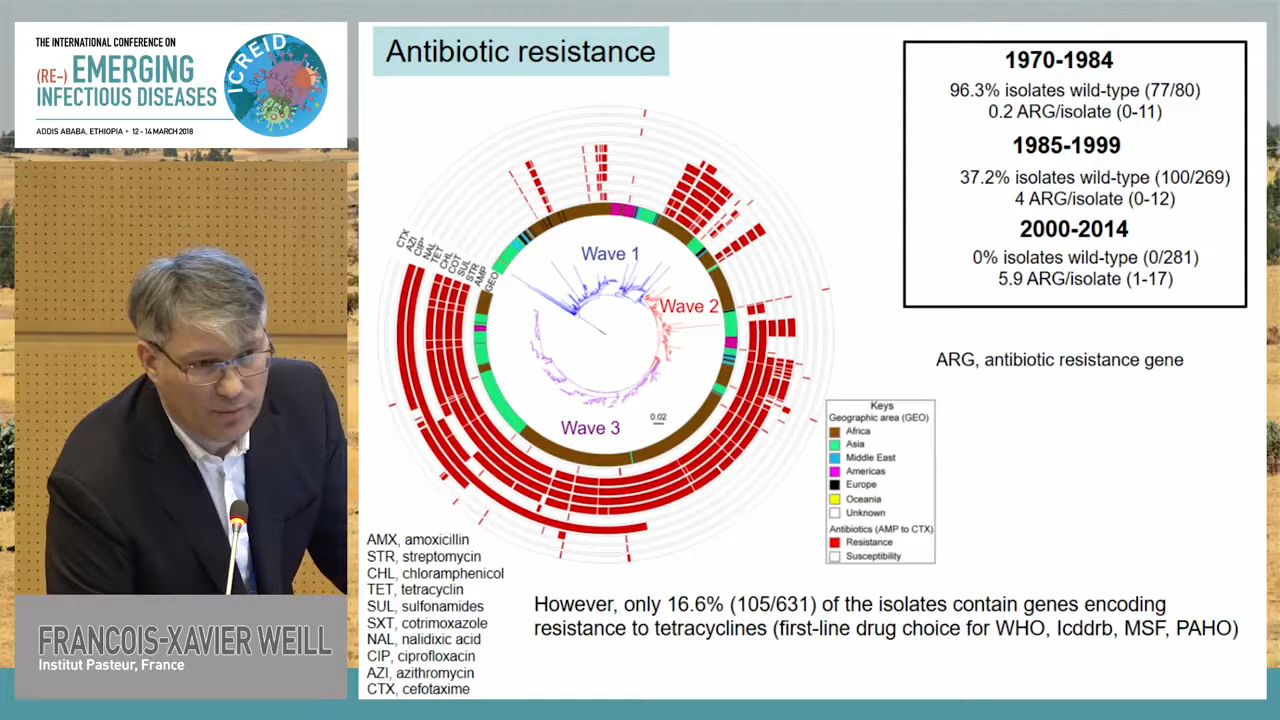 THE INTERNATIONAL CONFERENCE ON
(RE-) EMERGING
INFECTIOUS DISEASES
ADDIS ABABA, ETHIOPIA • 12 - 14 MARCH 2018
ICREID
Antibiotic resistance
1970-1984
96.3% isolates wild-type (77/80)
0.2 ARG/isolate (0-11)
1985-1999
37.2% isolates wild-type (100/269)
4 ARG/isolate (0-12)
2000-2014
0% isolates wild-type (0/281)
5.9 ARG/isolate (1-17)
ARG, antibiotic resistance gene
CTX
AZI
CIP*
NAL
TET
CHL
COT
SUL
STR
AMP
GEO
Wave 1
Wave 2
Wave 3
0.02
Keys
Geographic area (GEO)
Africa
Asia
Middle East
Americas
Europe
Oceania
Unknown
Antibiotics (AMP to CTX)
Resistance
Susceptibility
AMX, amoxicillin
STR, streptomycin
CHL, chloramphenicol
TET, tetracyclin
SUL, sulfonamides
SXT, cotrimoxazole
NAL, nalidixic acid
CIP, ciprofloxacin
AZI, azithromycin
CTX, cefotaxime
However, only 16.6% (105/631) of the isolates contain genes encoding
resistance to tetracyclines (first-line drug choice for WHO, Icddrb, MSF, PAHO)
FRANCOIS-XAVIER WEILL
Institut Pasteur, France